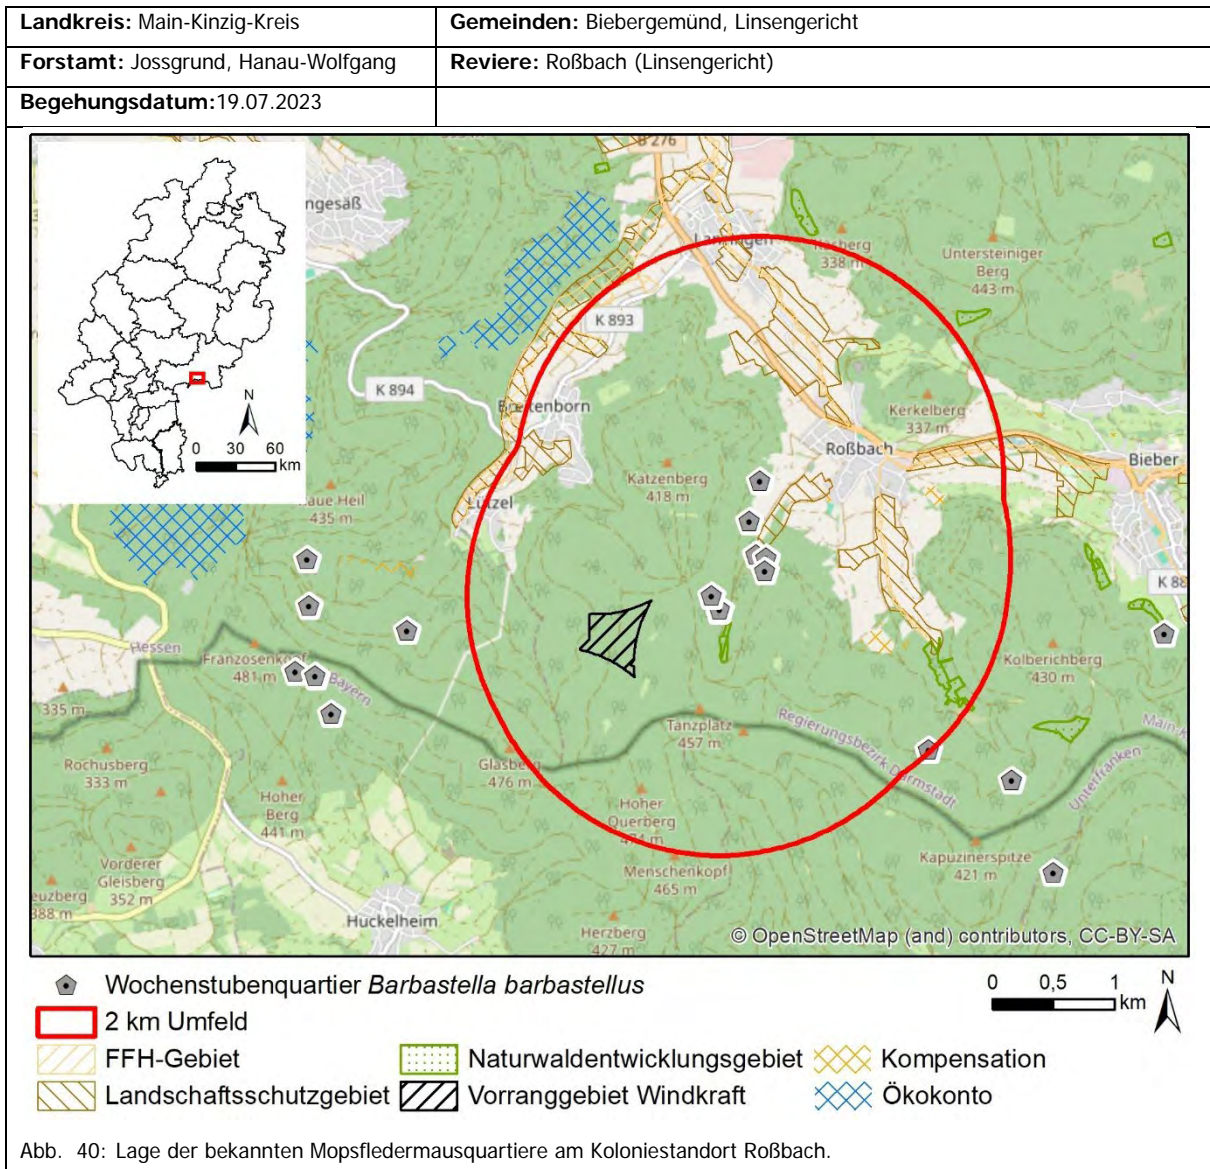 Landkreis: Main-Kinzig-Kreis
Gemeinden: Biebergemünd, Linsengericht
Forstamt: Jossgrund, Hanau-Wolfgang
Reviere: Roßbach (Linsengericht)
Begehungsdatum:19.07.2023
B 276
ngesäß
338 m
Untersteiniger
Berg
443 m
K 893
K 894
Kerkelberg
337 m
Roßbach
Bieber
Katzenberg
418 m
435 m
Lützel
K 88
Hessen
Bayern
481 m
335 m
Kolberichberg
430 m
Tanzplatz
457 m
Regierungsbezirk Darmstadt
Unterfranken
Main-K
Rochusberg
333 m
Glasberg
476 m
Hoher
Berg
441 m
Hoher
Querberg
474 m
Vorderer
Gleisberg
352 m
Menschenkopf
465 m
Kapuzinerspitze
421 m
euzberg
388 m
Huckelheim
Herzberg
427 m
N
0 30 60
km
© OpenStreetMap (and) contributors, CC-BY-SA
Wochenstubenquartier Barbastella barbastellus
0 0,5 1
km
N
2 km Umfeld
FFH-Gebiet
Naturwaldentwicklungsgebiet
Kompensation
Landschaftsschutzgebiet
Vorranggebiet Windkraft
Ökokonto
Abb. 40: Lage der bekannten Mopsfledermausquartiere am Koloniestandort Roßbach.